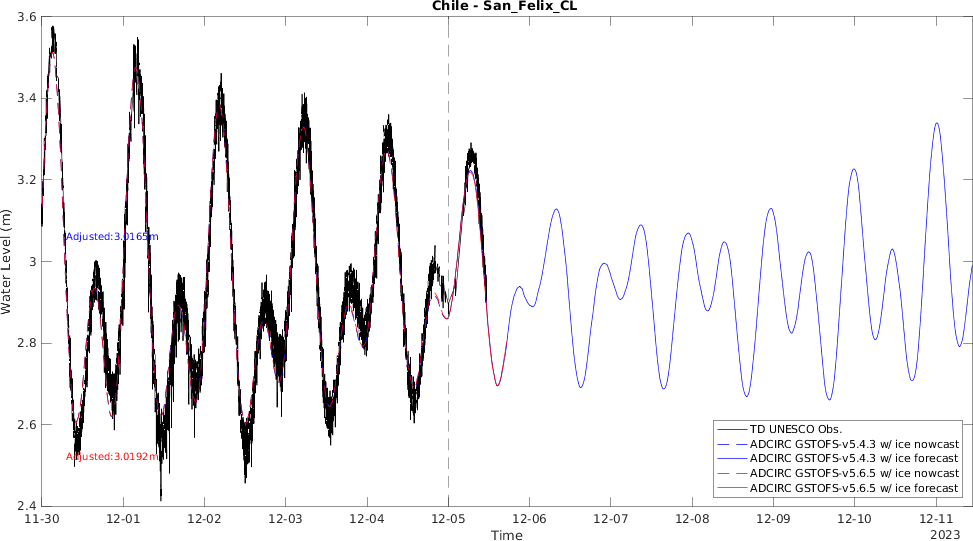 Chile - San_Felix_CL
3.6
3.4
3.2
3
2.8
2.6
2.4
Water Level (m)
Adjusted:3.0165m
Adjusted:3.0192m
TD UNESCO Obs.
ADCIRC GSTOFS-v5.4.3 w/ ice nowcast
ADCIRC GSTOFS-v5.4.3 w/ ice forecast
ADCIRC GSTOFS-v5.6.5 w/ ice nowcast
ADCIRC GSTOFS-v5.6.5 w/ ice forecast
11-30 12-01 12-02 12-03 12-04 12-05 12-06 12-07 12-08 12-09 12-10 12-11
Time 2023